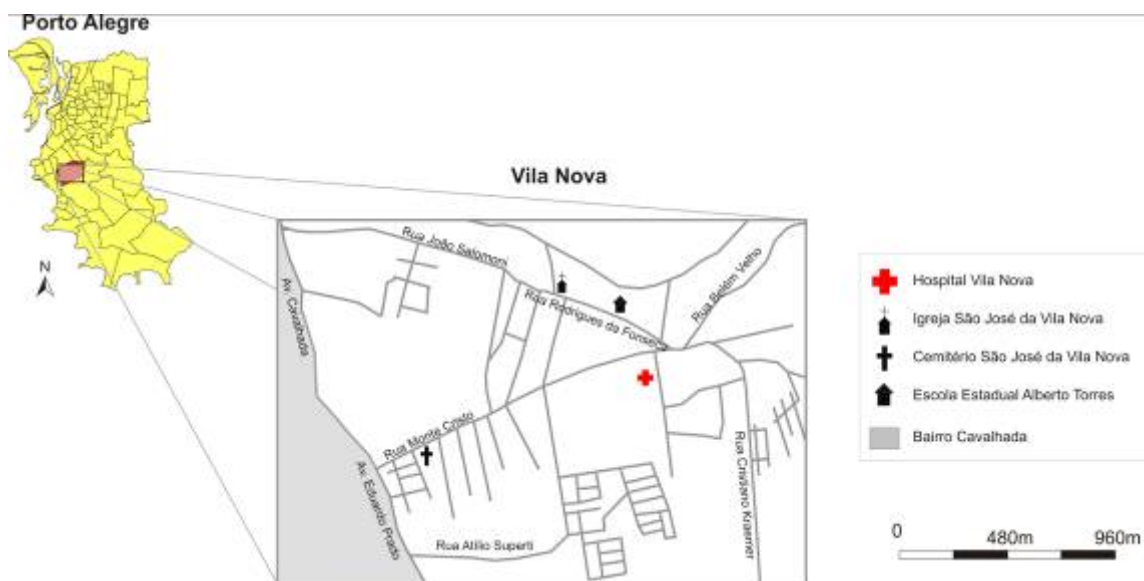 Porto Alegre
N
Vila Nova
Rua João Salomoni
Rua Rodrigues da Fonseca
Rua Belém Velho
Av. Cavalhada
Rua Monte Cristo
Av. Eduardo Prado
Rua Atilio Superti
Rua Cristiano Kraemer
Hospital Vila Nova
Igreja São José da Vila Nova
Cemitério São José da Vila Nova
Escola Estadual Alberto Torres
Bairro Cavalhada
0 480m 960m